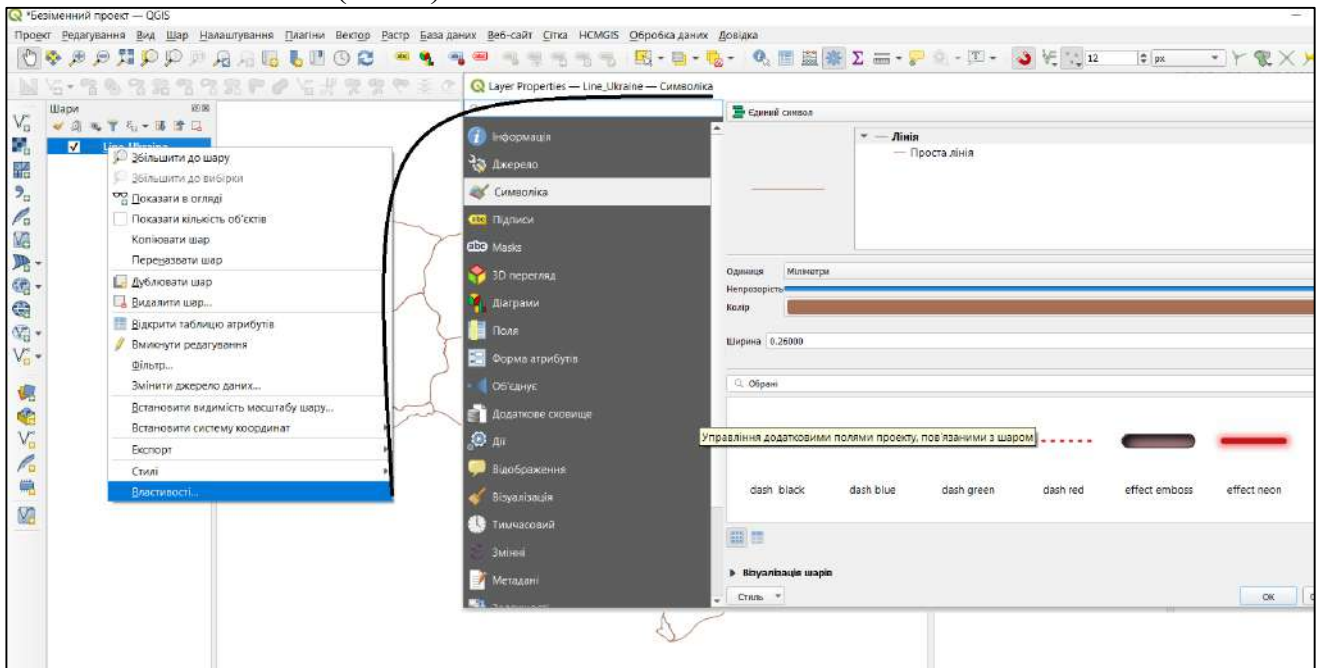 *Безіменний проєкт — QGIS
Проєкт Редагування Вид Шар Налаштування Плагіни Вектор Растр База даних Веб-сайт Сітка HCMGIS Обробка даних Довідка
12 px
Шари
Line_Ukraine
Збільшити до шару
Збільшити до вибірки
Показати в огляді
Показати кількість об'єктів
Копіювати шар
Переназвати шар
Дублювати шар
Видалити шар...
Відкрити таблицю атрибутів
Вмикнути редагування
Фільтр...
Змінити джерело даних...
Встановити видимість масштабу шару...
Встановити систему координат
Експорт
Стилі
Властивості...
Layer Properties — Line_Ukraine — Символіка
Інформація
Джерело
Символіка
Підписи
Masks
3D перегляд
Діаграми
Поля
Форма атрибутів
Об'єднує
Додаткове сховище
Дії
Відображення
Візуалізація
Тимчасовий
Змінні
Метадані
Єдиний символ
Лінія
Проста лінія
Одиниця Міліметри
Непрозорість
Колір
Ширина 0.26000
Обрані
Управління додатковими полями проекту, пов'язаними з шаром
dash black dash blue dash green dash red effect emboss effect neon
Візуалізація шарів
Стиль OK